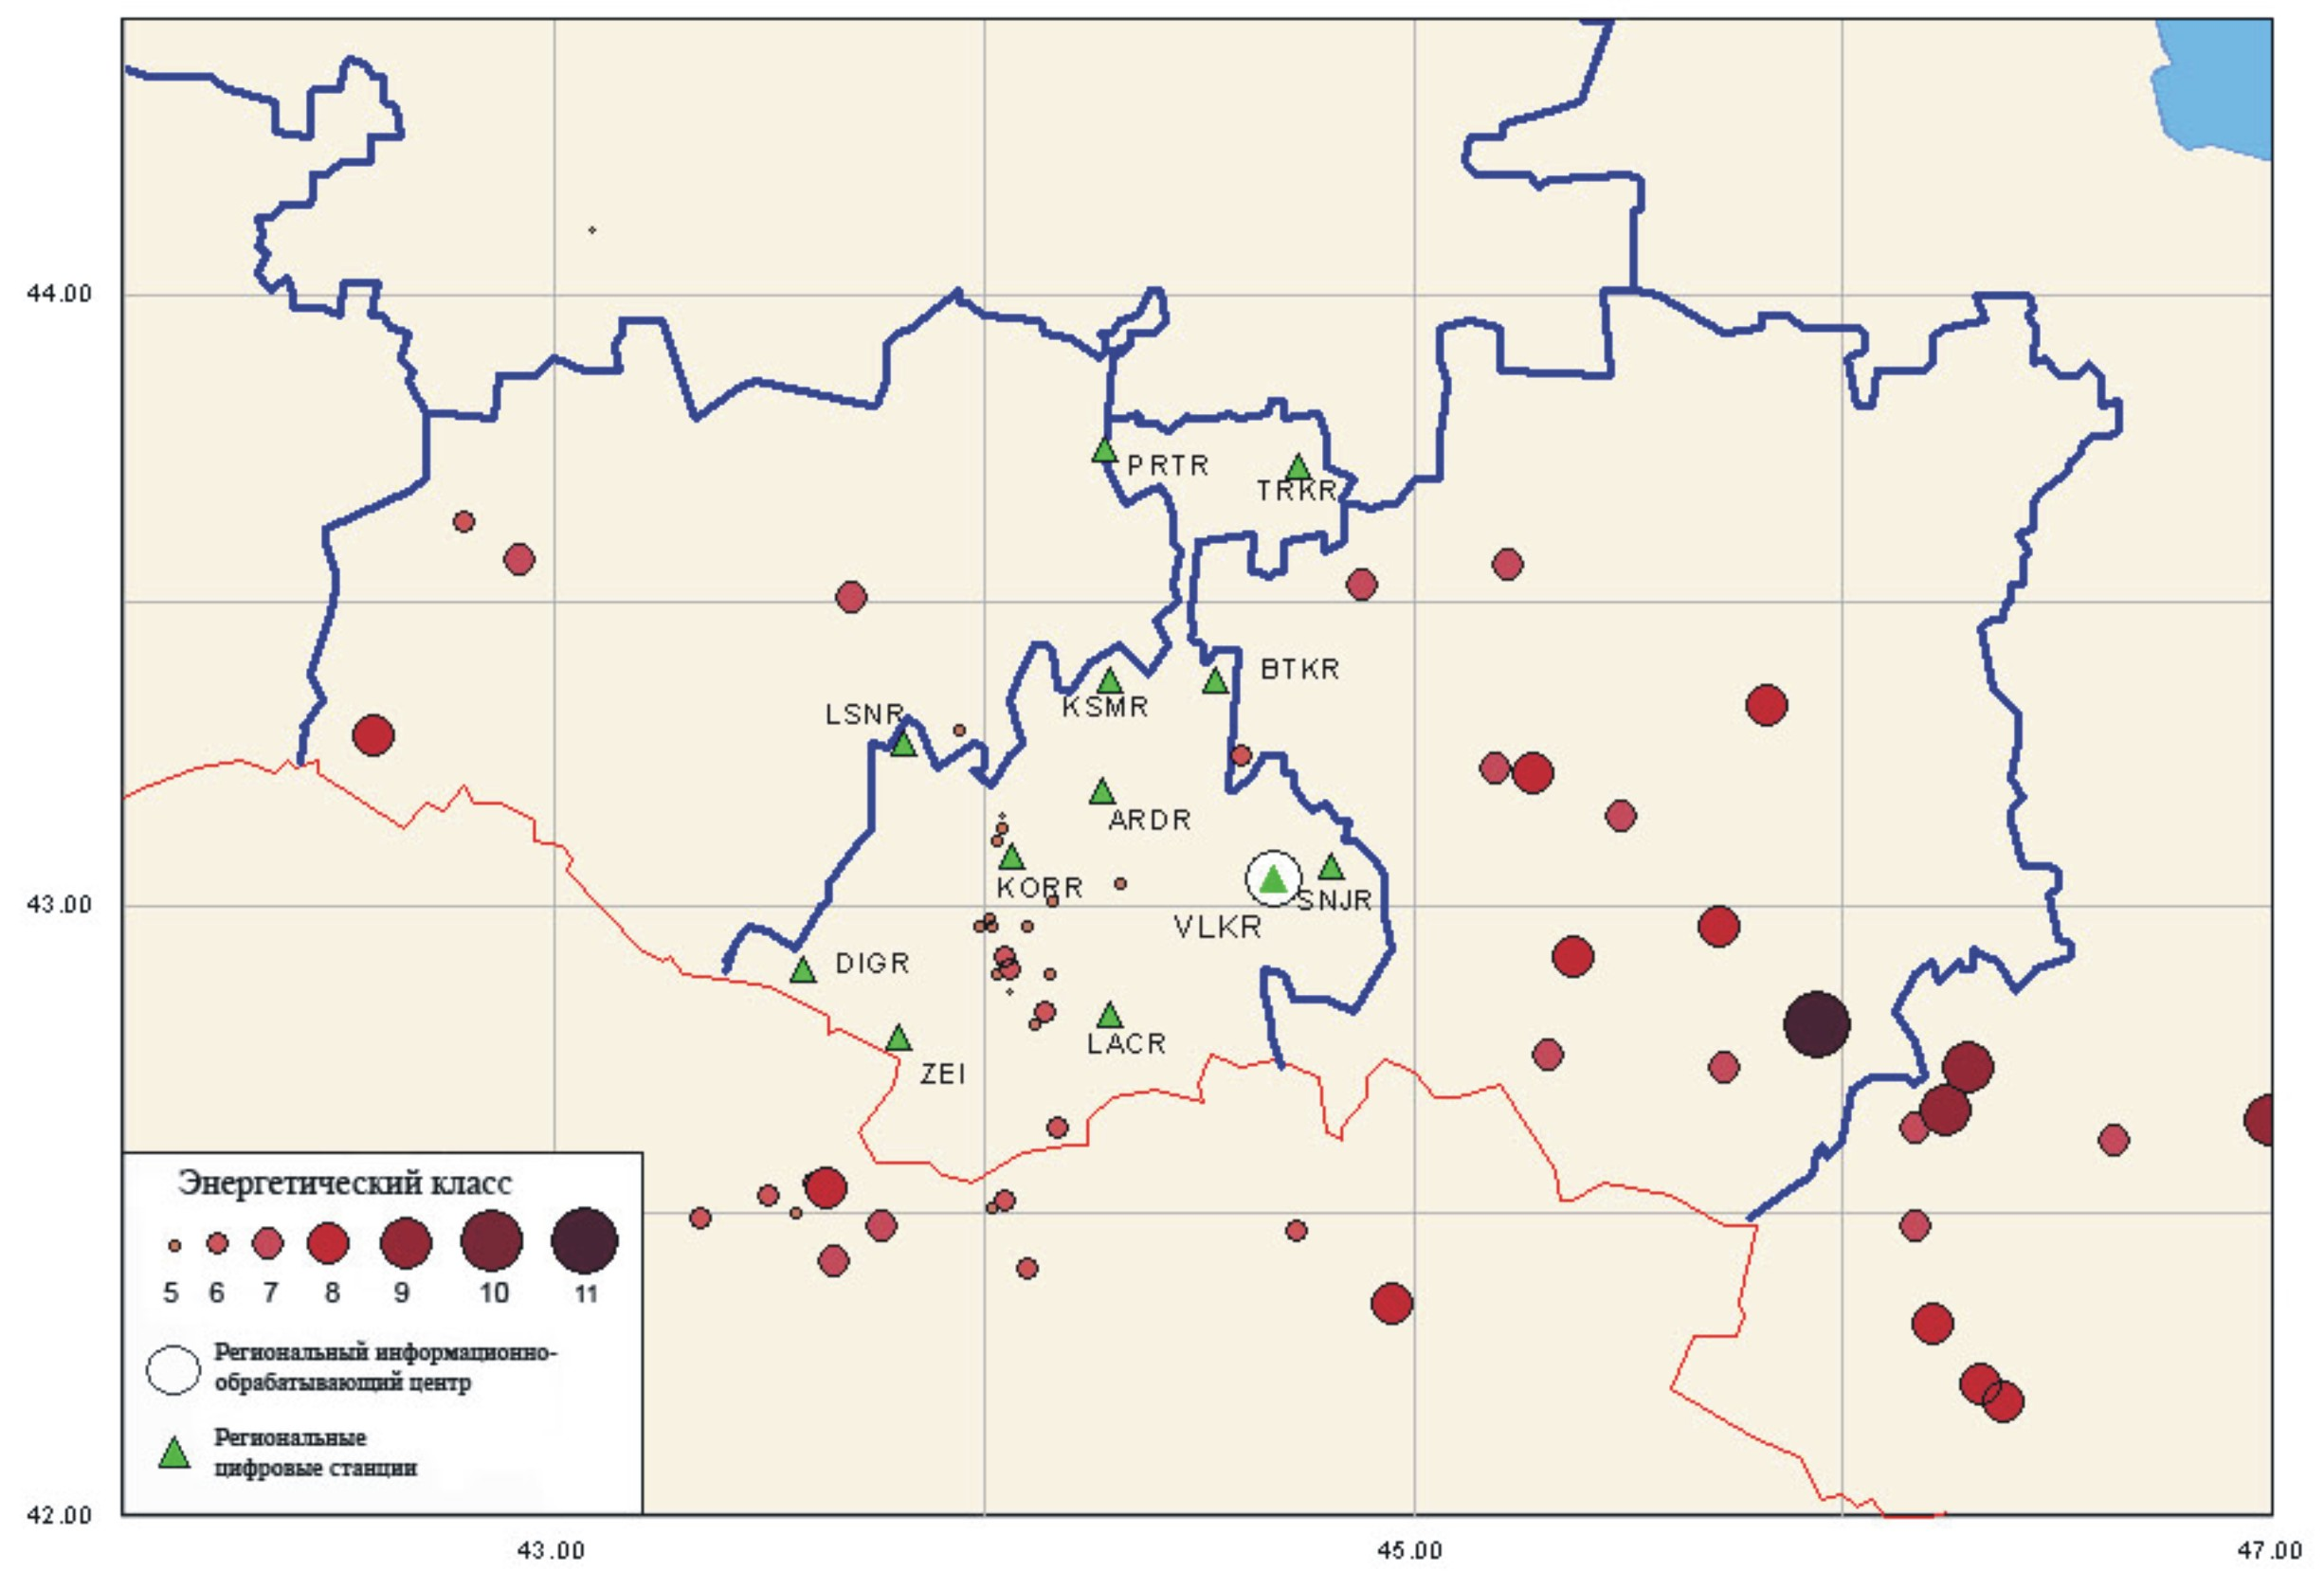 44.00
PRTR
TRKR
BTKR
KSMR
LSNR
ARDR
KORR
43.00
SNJR
VLKR
DIGR
LACR
ZEI
Энергетический класс
5 6 7 8 9 10 11
Региональный информационно-
обрабатывающий центр
Региональные
цифровые станции
42.00
43.00 45.00 47.00